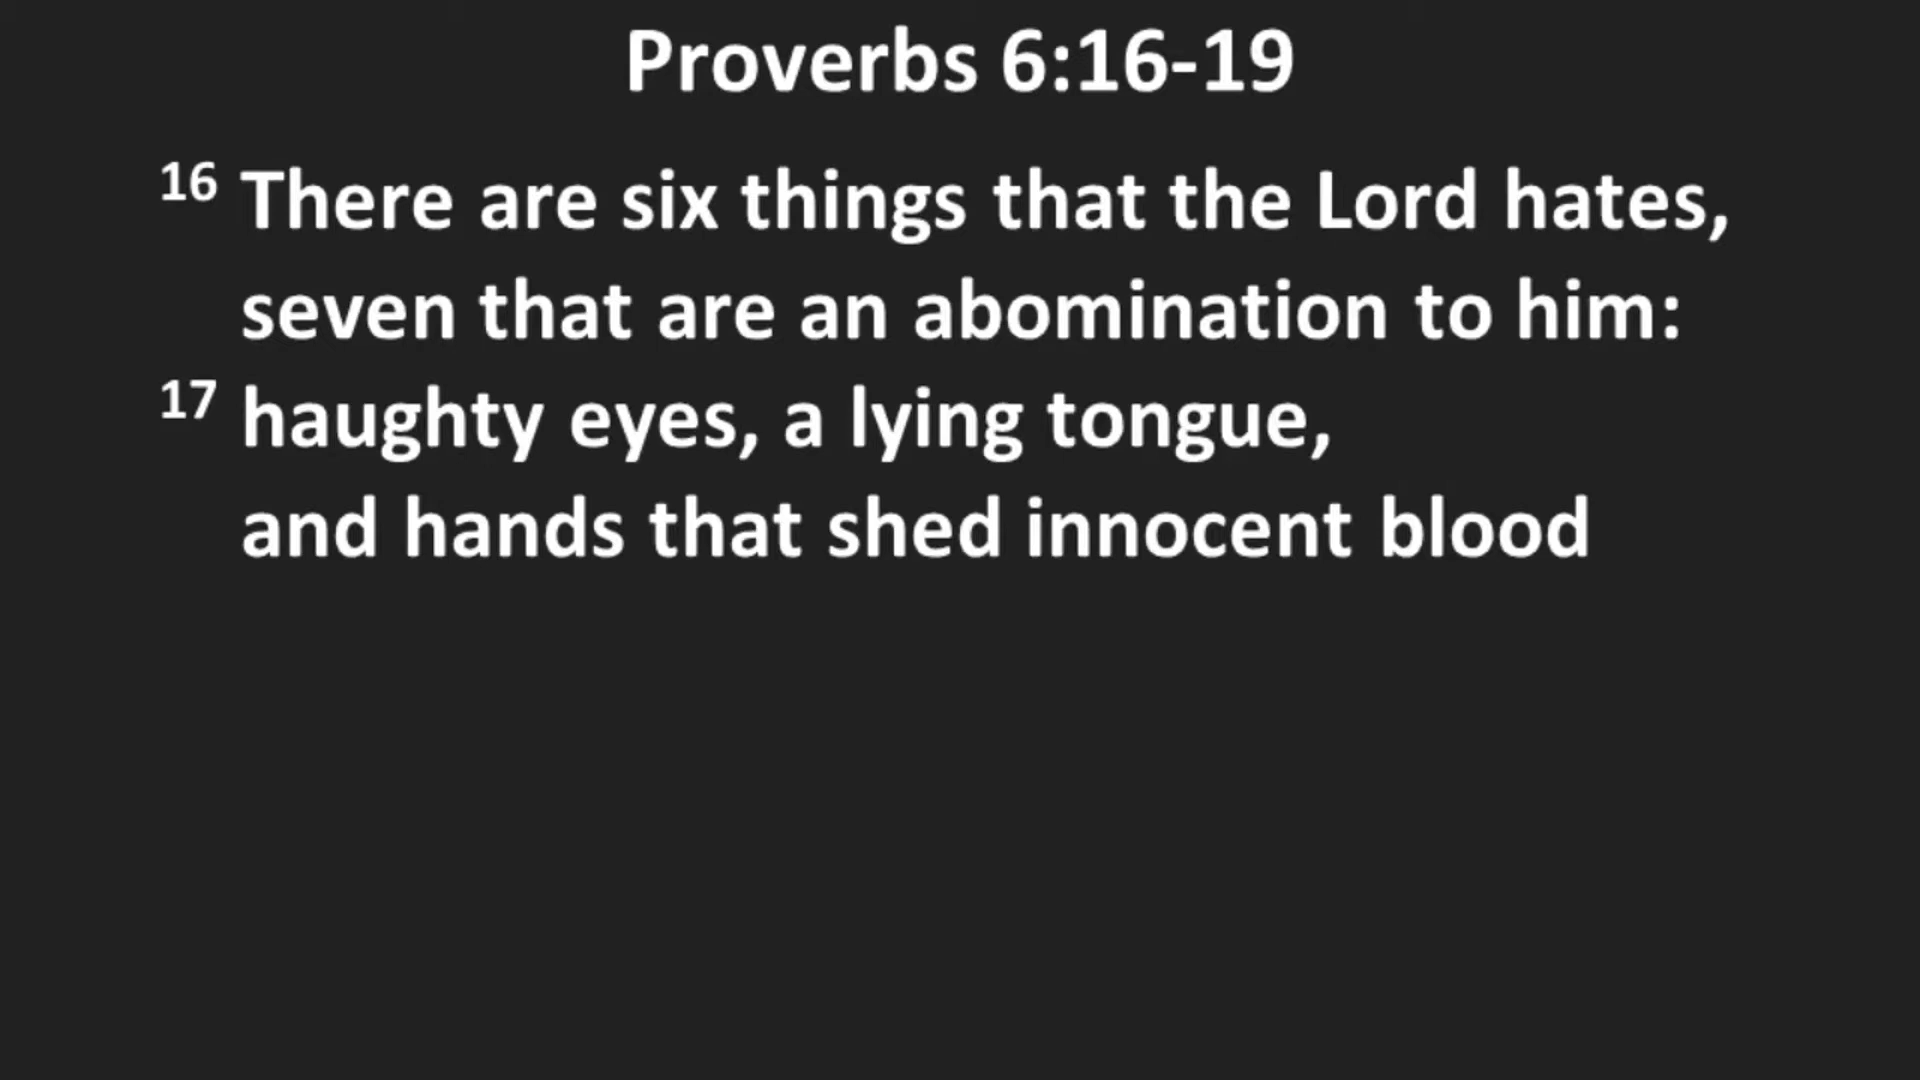 Proverbs 6:16-19
16 There are six things that the Lord hates,
seven that are an abomination to him:
17 haughty eyes, a lying tongue,
and hands that shed innocent blood